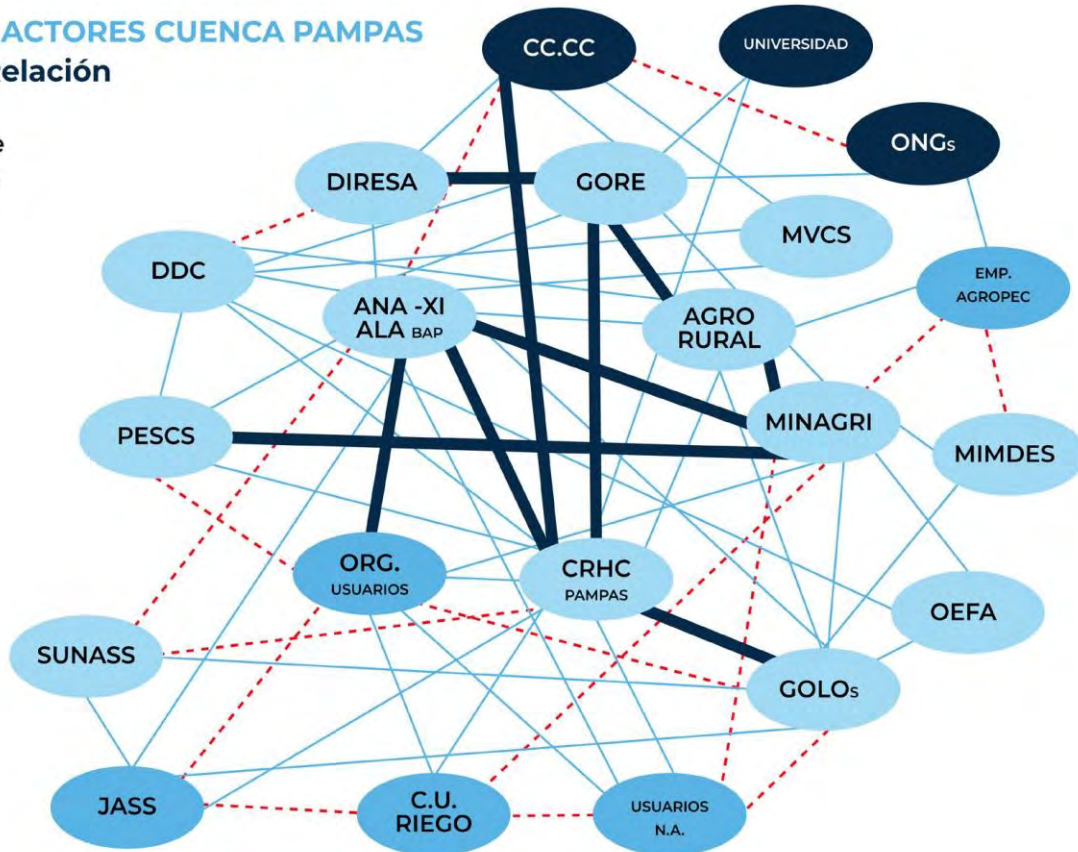 ACTORES CUENCA PAMPAS
elación
e
CC.CC
UNIVERSIDAD
ONGs
DIRESA
GORE
MVCS
DDC
EMP.
AGROPEC
ANA -XI
ALA BAP
AGRO
RURAL
PESCS
MINAGRI
MIMDES
ORG.
USUARIOS
CRHC
PAMPAS
OEFA
SUNASS
GOLOs
JASS
C.U.
RIEGO
USUARIOS
N.A.